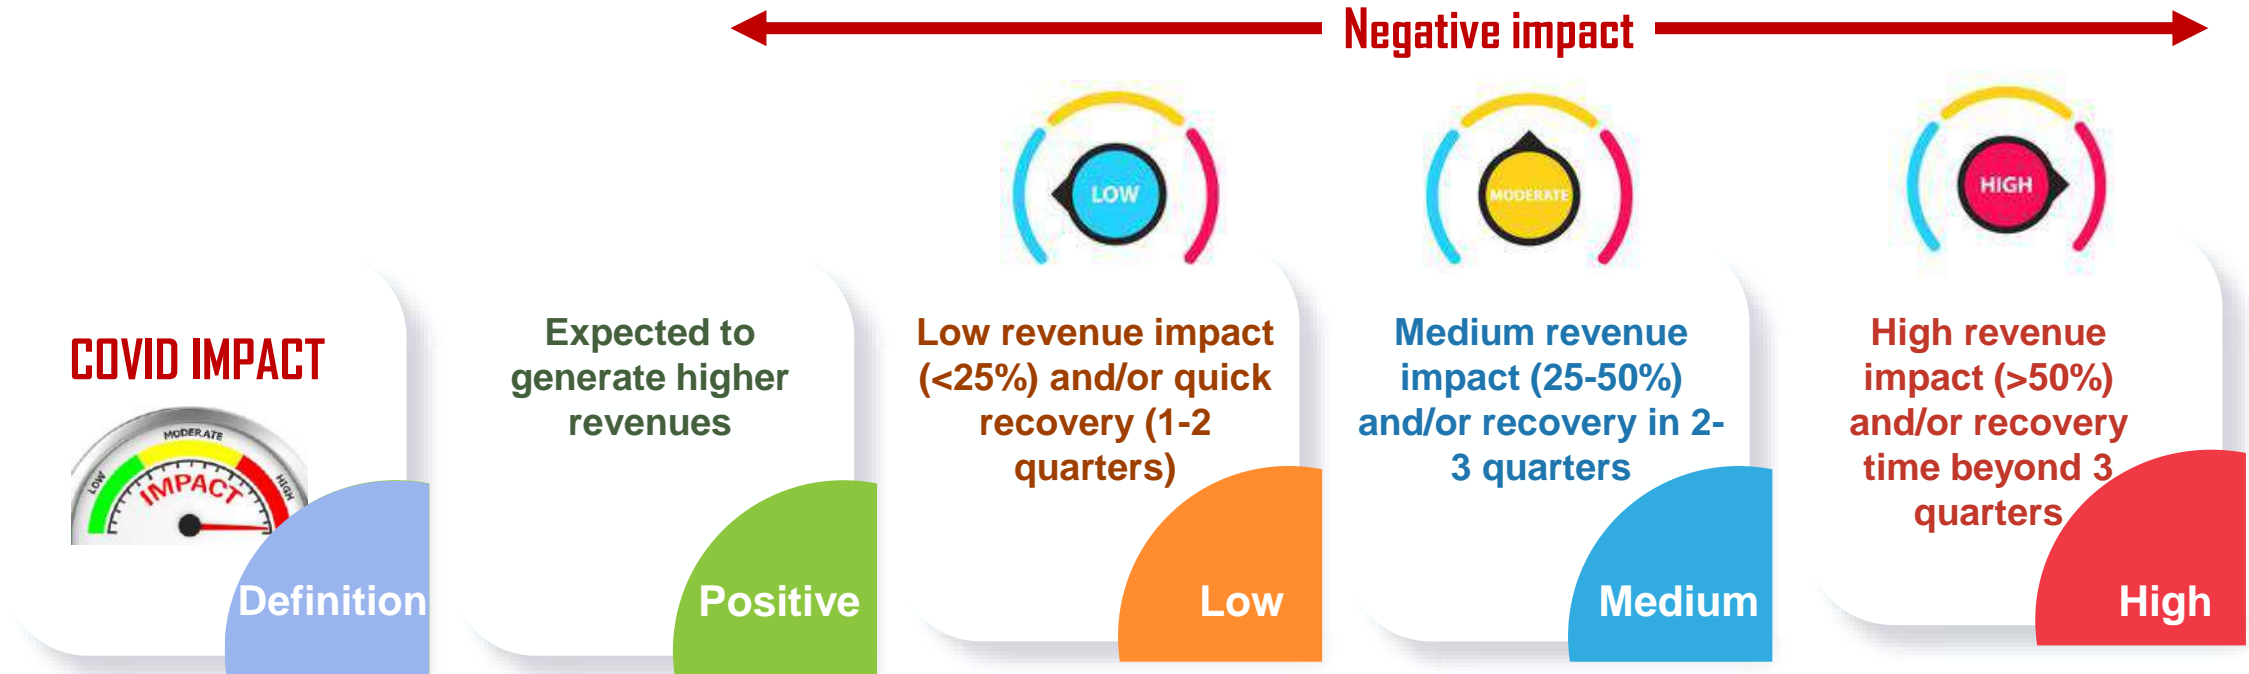 Negative impact
COVID IMPACT
LOW
MODERATE
HIGH
IMPACT
Definition
Expected to
generate higher
revenues
Positive
LOW
Low revenue impact
(<25%) and/or quick
recovery (1-2
quarters)
Low
MODERATE
Medium revenue
impact (25-50%)
and/or recovery in 2-
3 quarters
Medium
HIGH
High revenue
impact (>50%)
and/or recovery
time beyond 3
quarters
High